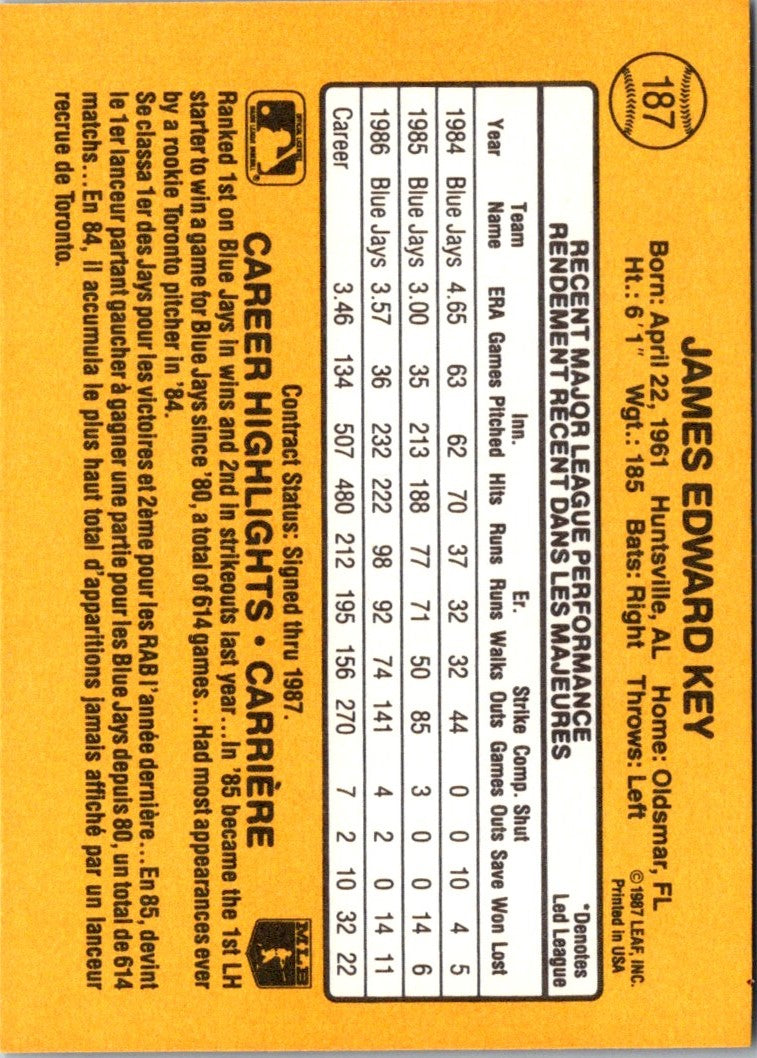 187
JAMES EDWARD KEY
Born: April 22, 1961 Huntsville, AL Home: Oldsmar, FL
Ht.: 6'1" Wgt.: 185 Bats: Right Throws: Left
©1987 LEAF, INC.
Printed in USA
RECENT MAJOR LEAGUE PERFORMANCE
RENDEMENT RÉCENT DANS LES MAJEURES
*Denotes
Led League
Team Inn. Er. Strike Comp. Shut
Year Name ERA Games Pitched Hits Runs Runs Walks Outs Games Outs Save Won Lost
1984 Blue Jays 4.65 63 62 70 37 32 32 44 0 0 10 4 5
1985 Blue Jays 3.00 35 213 188 77 71 50 85 3 0 0 14 6
1986 Blue Jays 3.57 36 232 222 98 92 74 141 4 2 0 14 11
Career 3.46 134 507 480 212 195 156 270 7 2 10 32 22
OFFICIAL LICENSEE
MAJOR LEAGUE BASEBALL
Contract Status: Signed thru 1987.
CAREER HIGHLIGHTS • CARRIÈRE
MLB
Ranked 1st on Blue Jays in wins and 2nd in strikeouts last year...In '85 became the 1st LH
starter to win a game for Blue Jays since '80, a total of 614 games...Had most appearances ever
by a rookie Toronto pitcher in '84.
Se classa 1er des Jays pour les victoires et 2ème pour les RAB l'année dernière...En 85, devint
le 1er lanceur partant gaucher à gagner une partie pour les Blue Jays depuis 80, un total de 614
matchs...En 84, il accumula le plus haut total d'apparitions jamais affiché par un lanceur
recrue de Toronto.